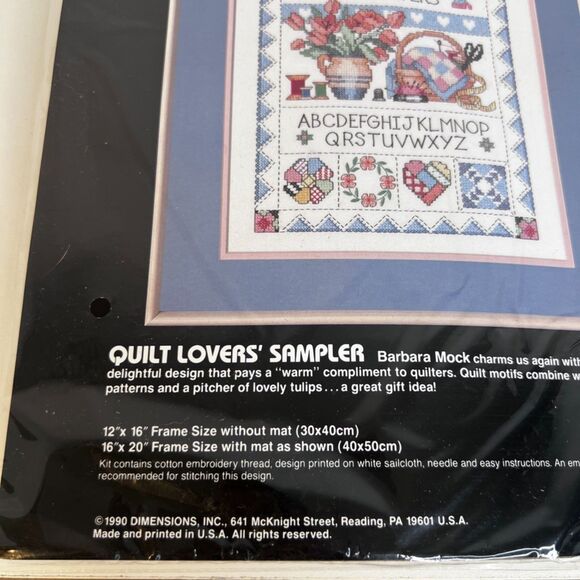 ABCDEFGHIJKLMNOP
QRSTUVWXYZ
QUILT LOVERS' SAMPLER Barbara Mock charms us again with
delightful design that pays a "warm" compliment to quilters. Quilt motifs combine w
patterns and a pitcher of lovely tulips...a great gift idea!
12"x 16" Frame Size without mat (30x40cm)
16"x 20" Frame Size with mat as shown (40x50cm)
Kit contains cotton embroidery thread, design printed on white sailcloth, needle and easy instructions. An em
recommended for stitching this design.
©1990 DIMENSIONS, INC., 641 McKnight Street, Reading, PA 19601 U.S.A.
Made and printed in U.S.A. All rights reserved.